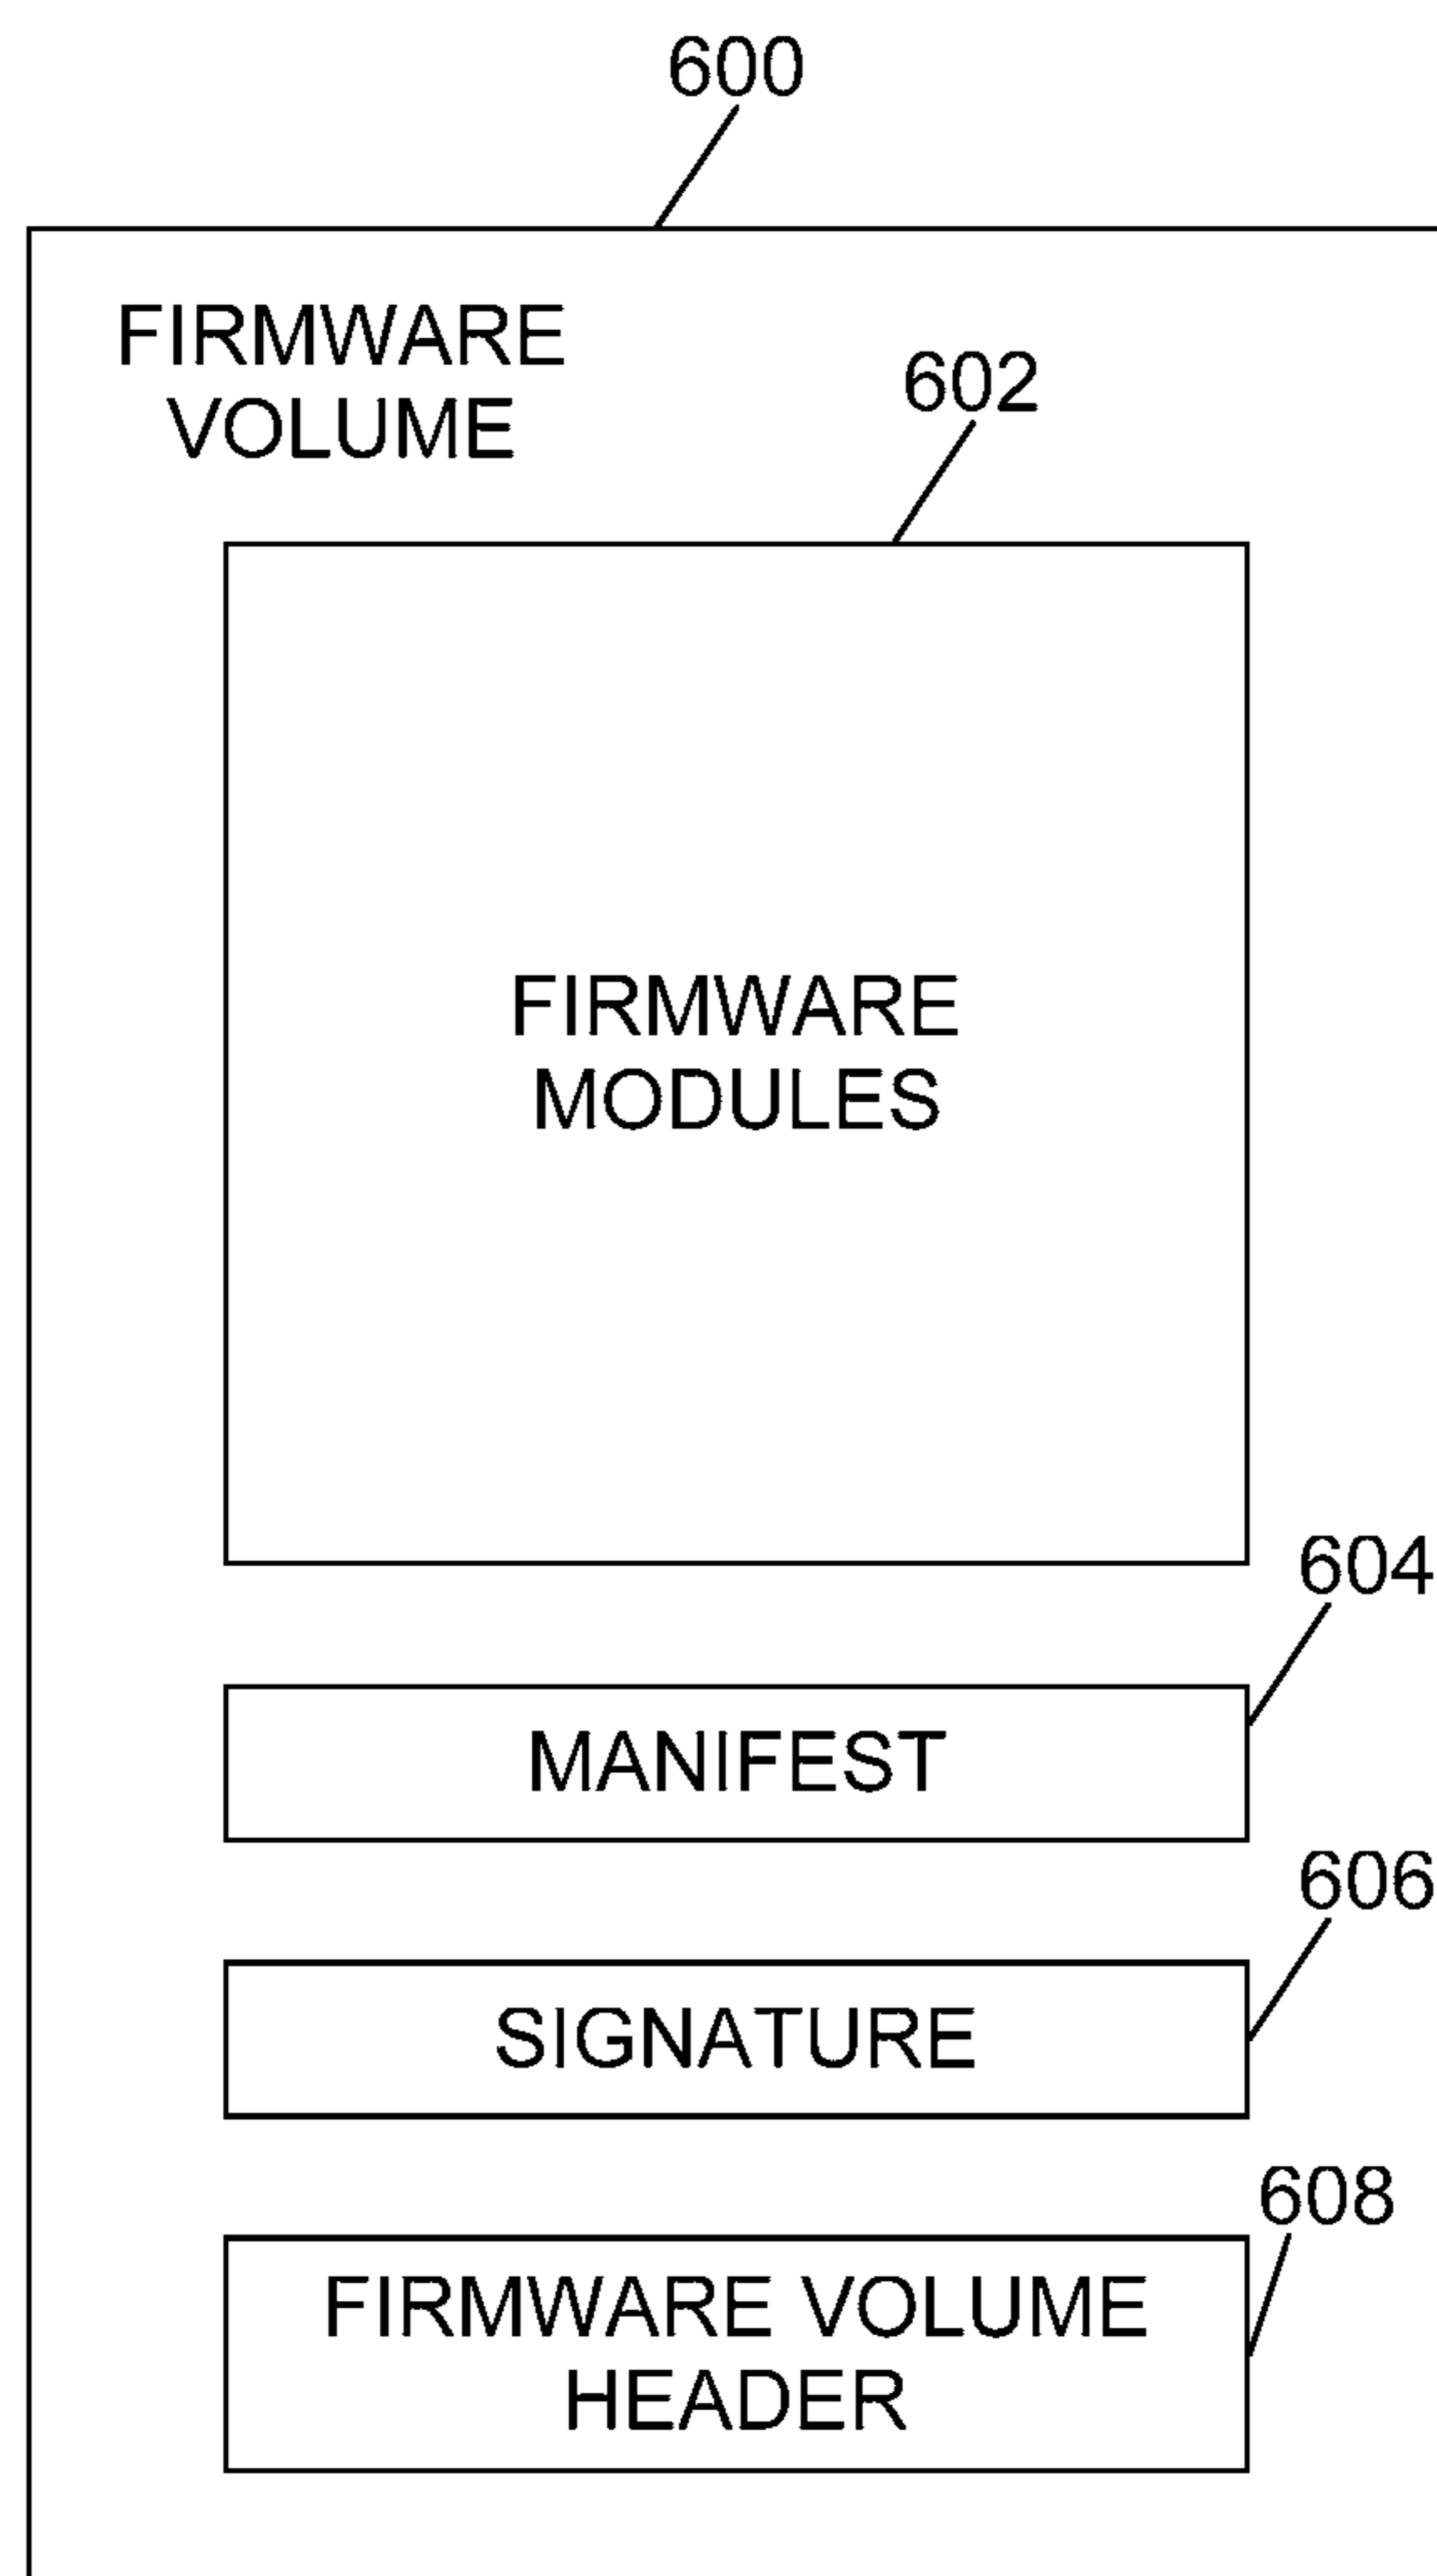 600
FIRMWARE
VOLUME
602
FIRMWARE
MODULES
604
MANIFEST
606
SIGNATURE
608
FIRMWARE VOLUME
HEADER